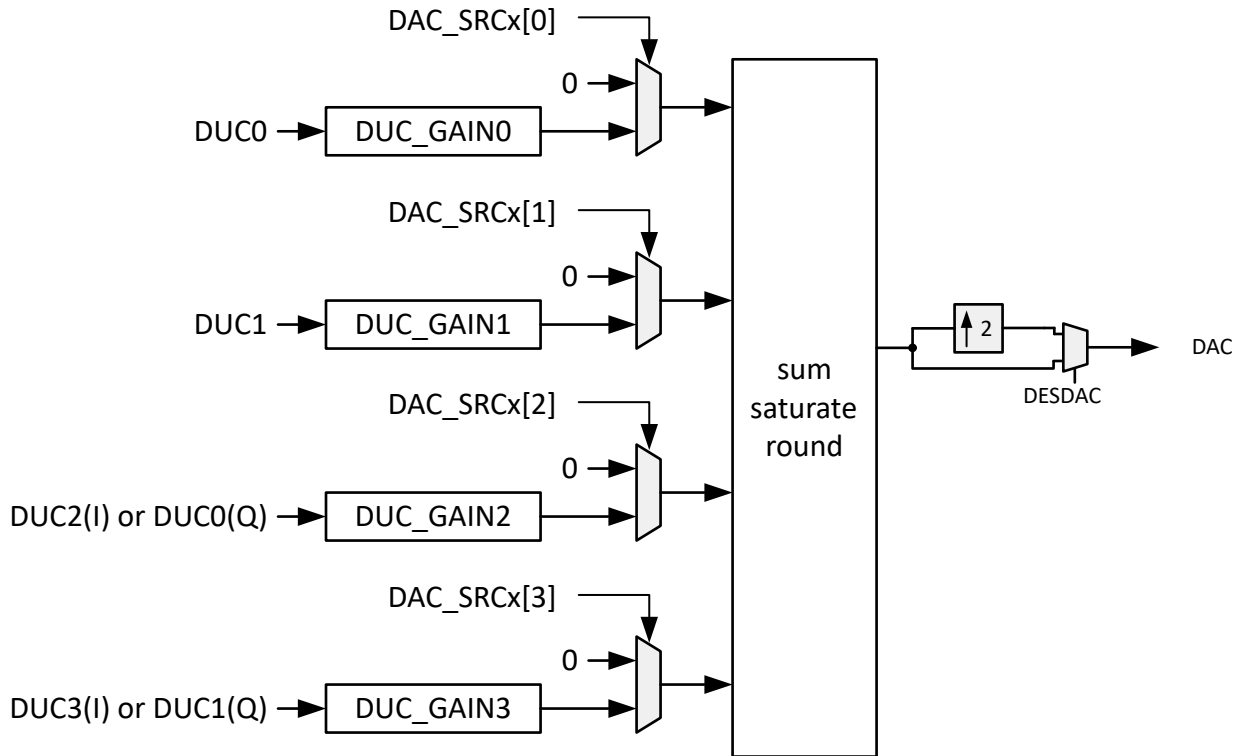 DAC_SRCx[0]
0
DUC0
DUC_GAIN0
DAC_SRCx[1]
0
DUC1
DUC_GAIN1
DAC_SRCx[2]
0
DUC2(I) or DUC0(Q)
DUC_GAIN2
DAC_SRCx[3]
0
DUC3(I) or DUC1(Q)
DUC_GAIN3
sum
saturate
round
2
DESDAC
DAC